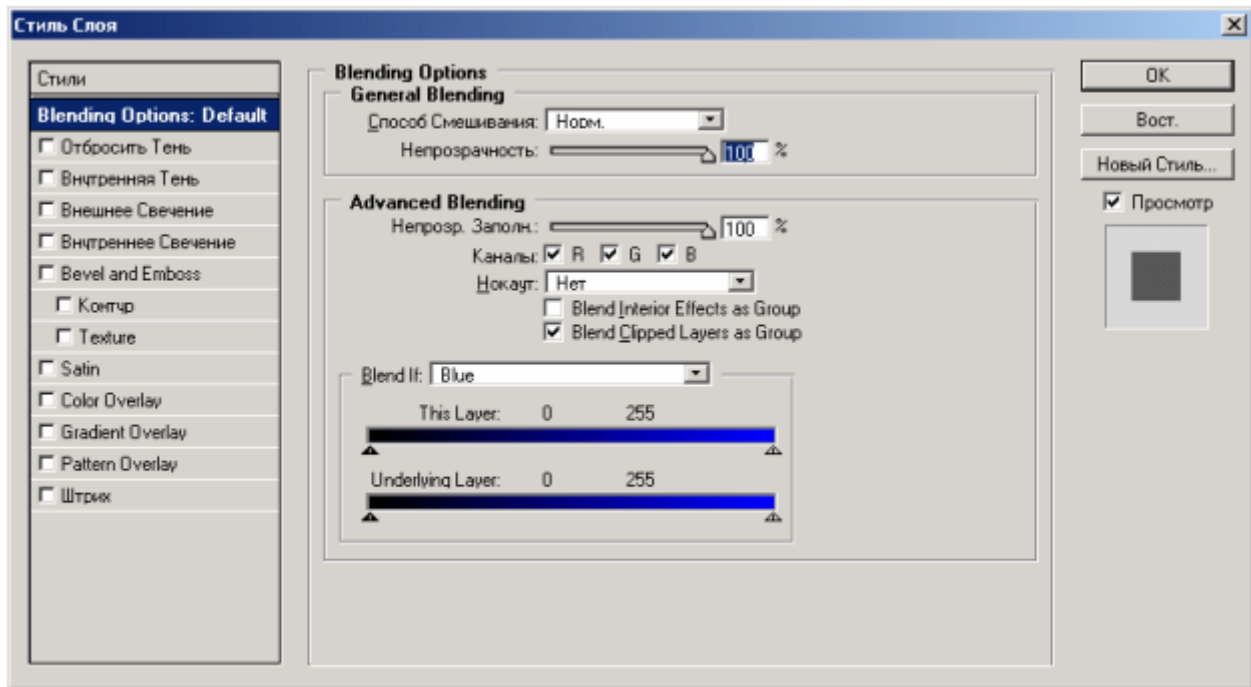 Стиль Слоя
Стили
Blending Options: Default
Отбросить Тень
Внутренняя Тень
Внешнее Свечение
Внутреннее Свечение
Bevel and Emboss
Контур
Texture
Satin
Color Overlay
Gradient Overlay
Pattern Overlay
Штрих
Blending Options
General Blending
Способ Смешивания: Норм.
Непрозрачность: 100 %
Advanced Blending
Непрозр. Заполн.: 100 %
Каналы: R G B
Нокаут: Нет
Blend Interior Effects as Group
Blend Clipped Layers as Group
Blend If: Blue
This Layer: 0 255
Underlying Layer: 0 255
OK
Вост.
Новый Стиль...
Просмотр